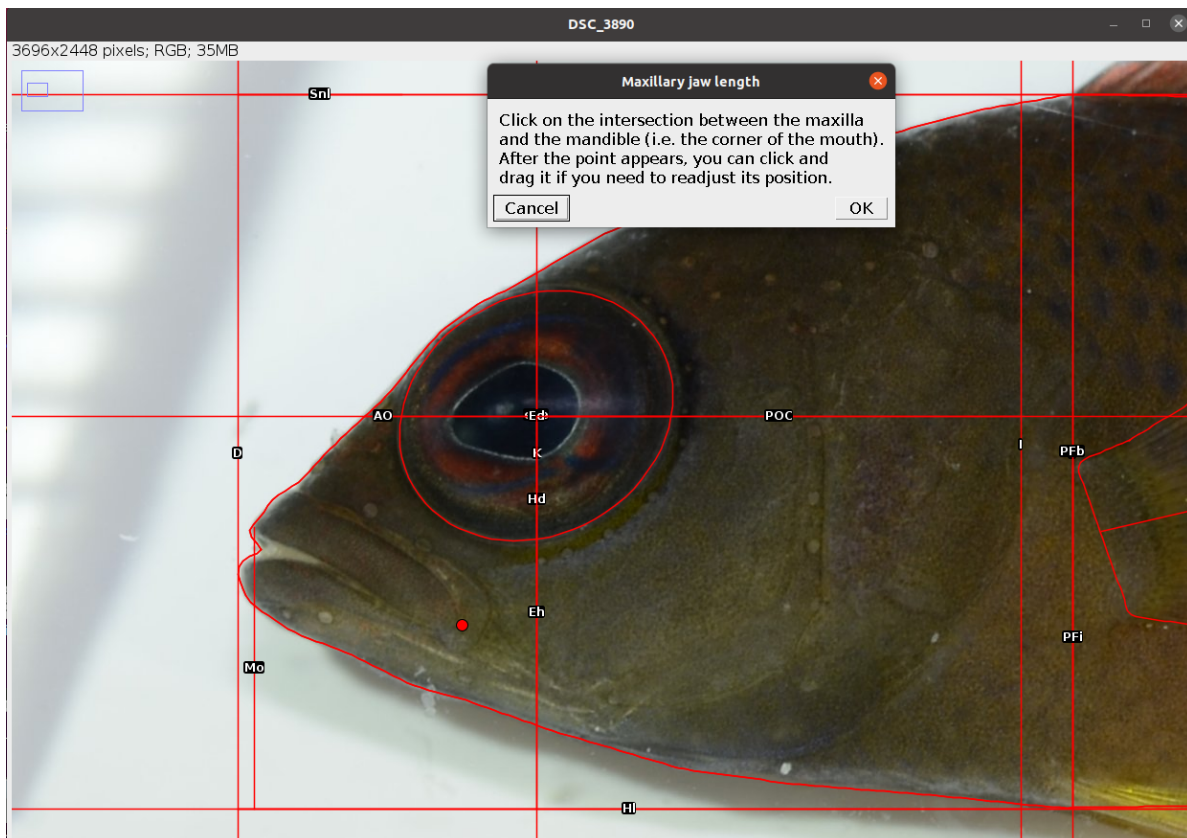 DSC_3890
3696x2448 pixels; RGB; 35MB
Snl
Maxillary jaw length
Click on the intersection between the maxilla
and the mandible (i.e. the corner of the mouth).
After the point appears, you can click and
drag it if you need to readjust its position.
Cancel
OK
AO
Ed
POC
D
K
I
PFb
Hd
Eh
PFi
Mo
Hl